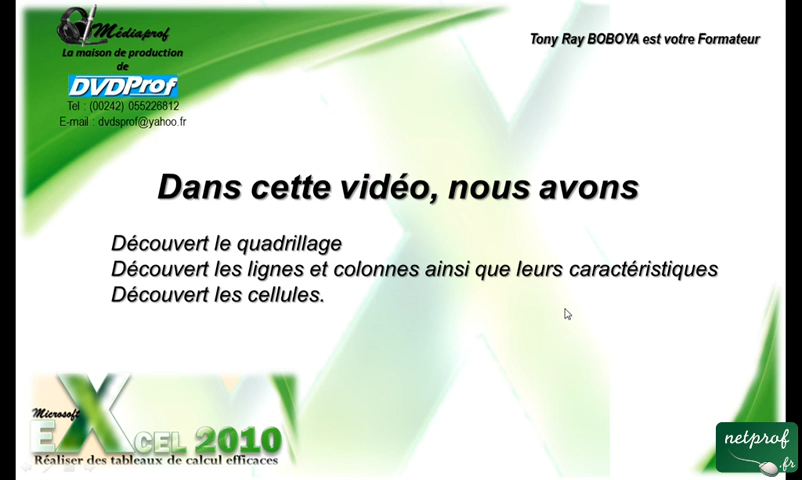 Médiaprof
La maison de production
de
DVDProf
Tel : (00242) 055226812
E-mail : dvdsprof@yahoo.fr
Tony Ray BOBOYA est votre Formateur
Dans cette vidéo, nous avons
Découvert le quadrillage
Découvert les lignes et colonnes ainsi que leurs caractéristiques
Découvert les cellules.
Microsoft
EXCEL 2010
Réaliser des tableaux de calcul efficaces
netprof
.fr